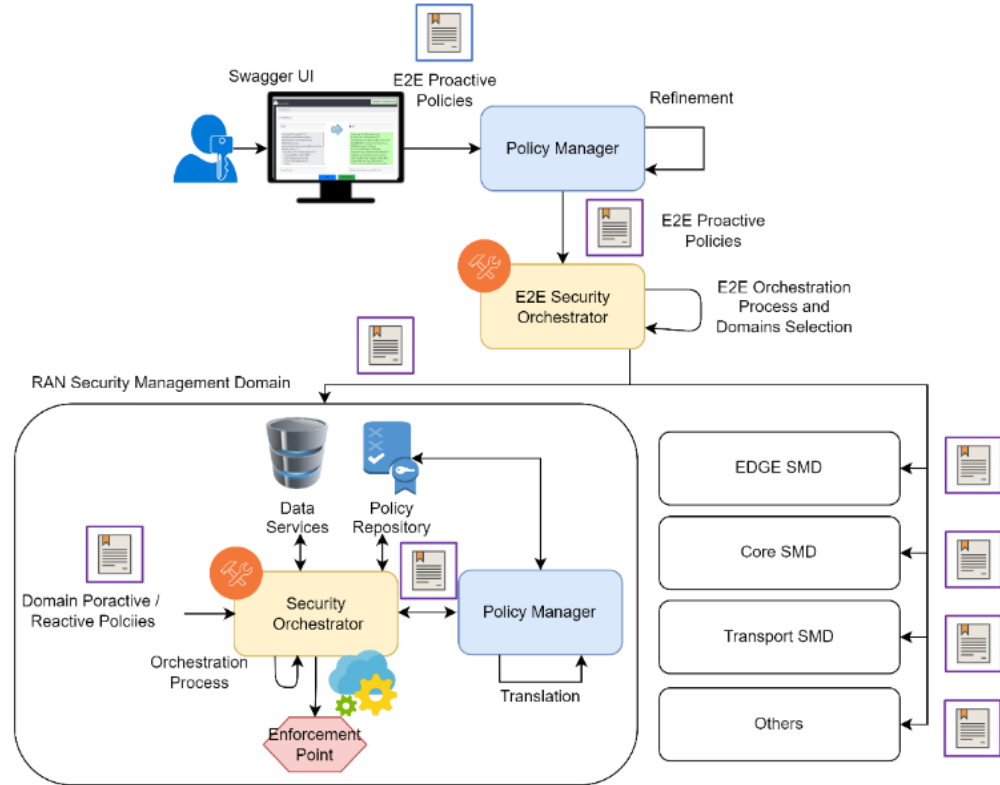 Swagger UI
E2E Proactive
Policies
Policy Manager
Refinement
E2E Proactive
Policies
E2E Security
Orchestrator
E2E Orchestration
Process and
Domains Selection
RAN Security Management Domain
Data
Services
Policy
Repository
Domain Poractive /
Reactive Polciies
Security
Orchestrator
Policy Manager
Orchestration
Process
Translation
Enforcement
Point
EDGE SMD
Core SMD
Transport SMD
Others